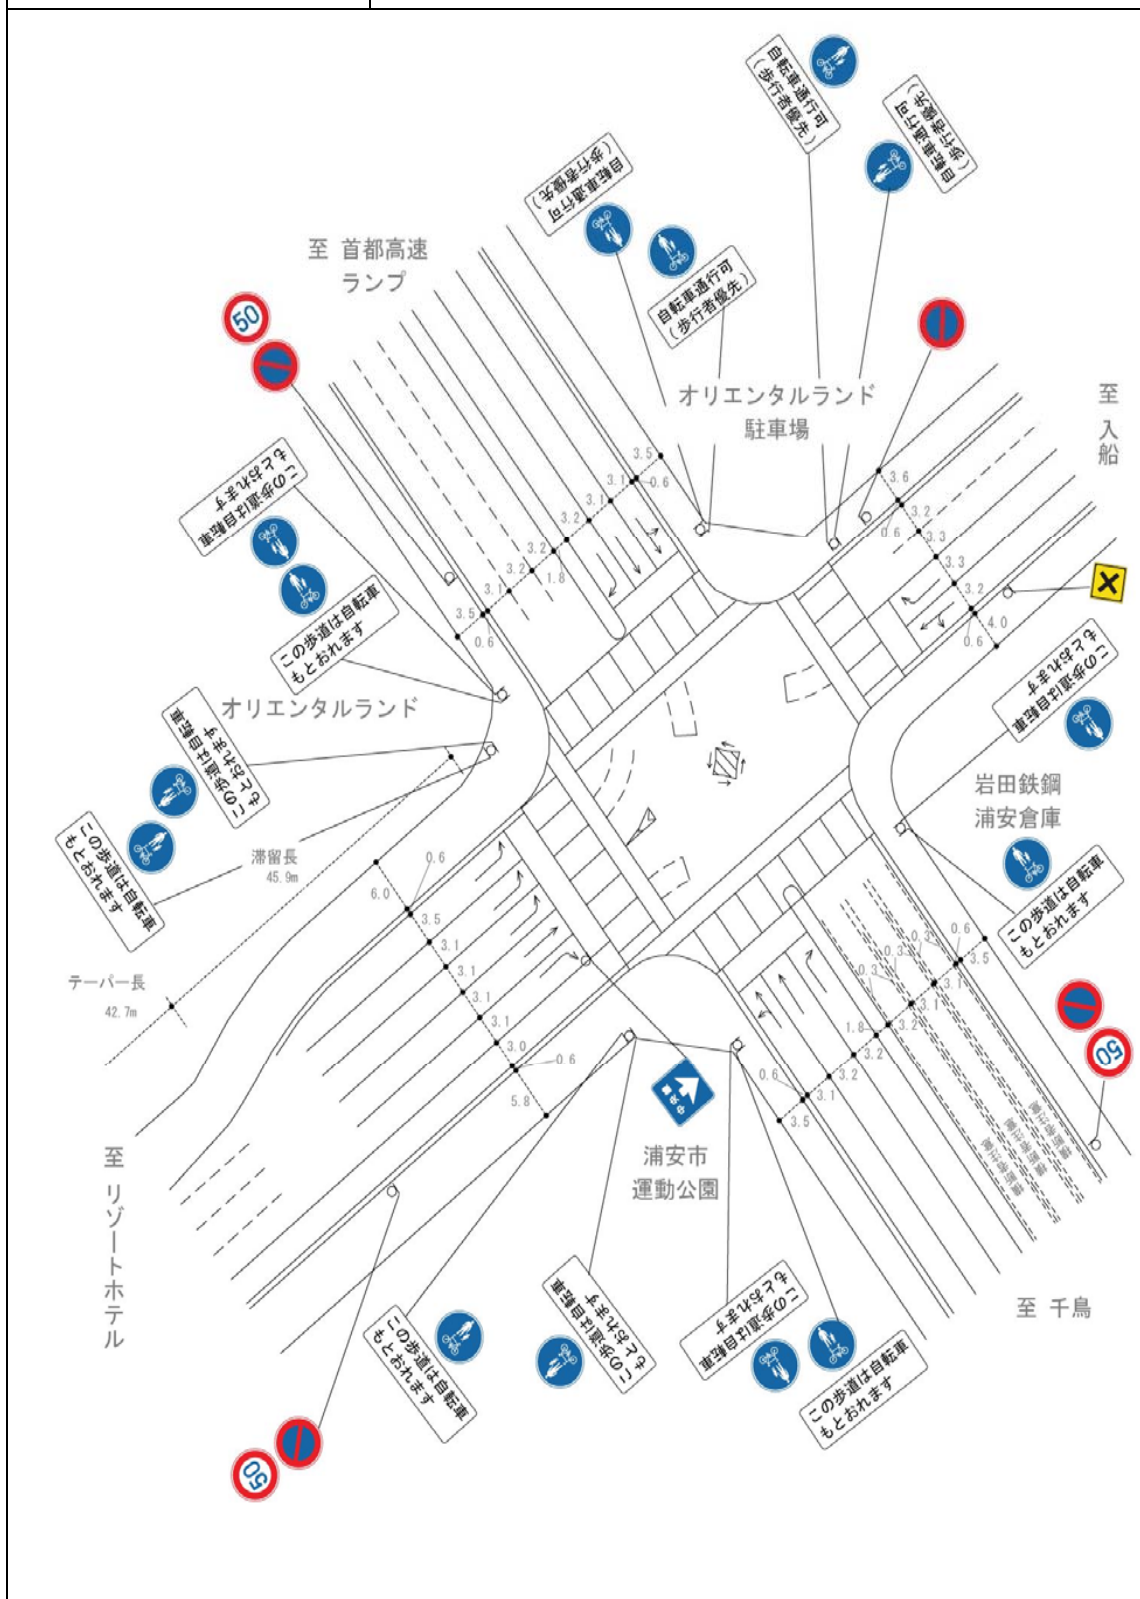 自転車通行可
(歩行者優先)
自転車通行可
(歩行者優先)
自転車通行可
(歩行者優先)
自転車通行可
(歩行者優先)
至 首都高速
ランプ
50
オリエンタルランド
駐車場
至 入船
この歩道は自転車
もとおれます
この歩道は自転車
もとおれます
オリエンタルランド
この歩道は自転車
もとおれます
この歩道は自転車
もとおれます
滞留長
45.9m
テーパー長
42.7m
3.5
0.6
3.1
3.1
3.2
3.2
1.8
3.2
3.1
3.5
0.6
3.6
0.6
3.2
3.3
3.3
3.2
0.6
4.0
この歩道は自転車
もとおれます
岩田鉄鋼
浦安倉庫
この歩道は自転車
もとおれます
0.6
6.0
3.5
3.1
3.1
3.1
3.1
3.0
0.6
5.8
0.6
3.5
0.3
3.1
0.3
3.1
0.3
3.2
1.8
3.2
3.2
0.6
3.1
3.5
50
至 リゾートホテル
浦安市
運動公園
至 千鳥
この歩道は自転車
もとおれます
この歩道は自転車
もとおれます
この歩道は自転車
もとおれます
この歩道は自転車
もとおれます
50